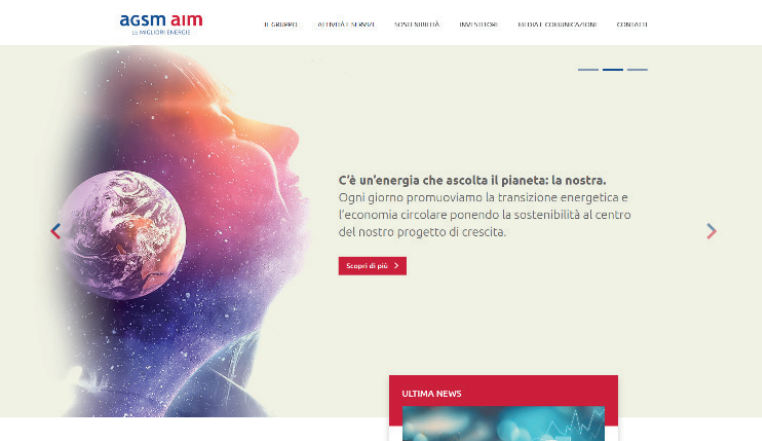 agsm aim
LE MIGLIORI ENERGIE
IL GRUPPO
ATTIVITÀ E SERVIZI
SOSTENIBILITÀ
INVESTITORI
MEDIA E COMUNICAZIONE
CONTATTI
C'è un'energia che ascolta il pianeta: la nostra.
Ogni giorno promuoviamo la transizione energetica e
l'economia circolare ponendo la sostenibilità al centro
del nostro progetto di crescita.
Scopri di più
ULTIMA NEWS